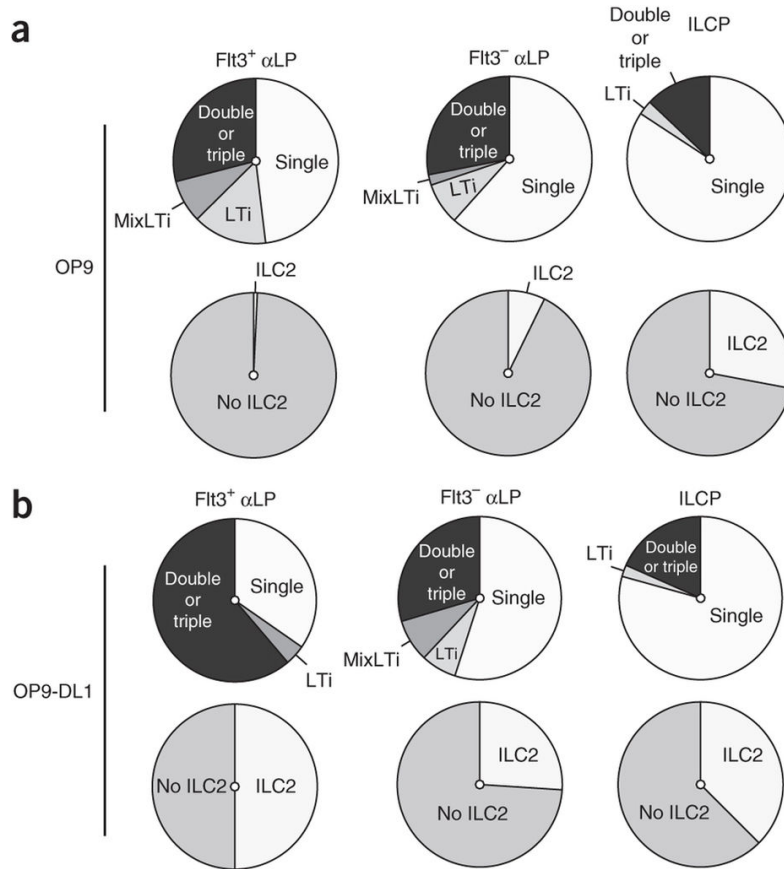 a
Flt3⁺ αLP
Flt3⁻ αLP
Double
or
triple
ILCP
OP9
Double
or
triple
Single
MixLTi
LTi
Double
or
triple
Single
MixLTi
LTi
LTi
Single
ILC2
No ILC2
ILC2
No ILC2
ILC2
No ILC2
b
Flt3⁺ αLP
Flt3⁻ αLP
ILCP
OP9-DL1
Double
or
triple
Single
LTi
Double
or
triple
Single
MixLTi
LTi
Double
or triple
LTi
Single
No ILC2
ILC2
ILC2
No ILC2
ILC2
No ILC2